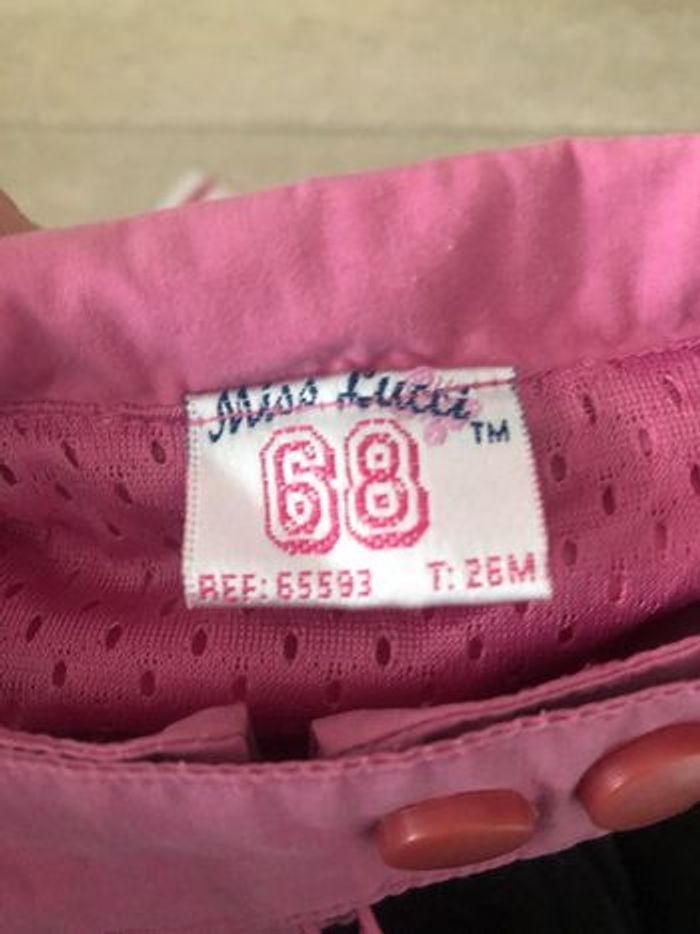 Miss Lucci
TM
68
REF: 65593 T: 26M